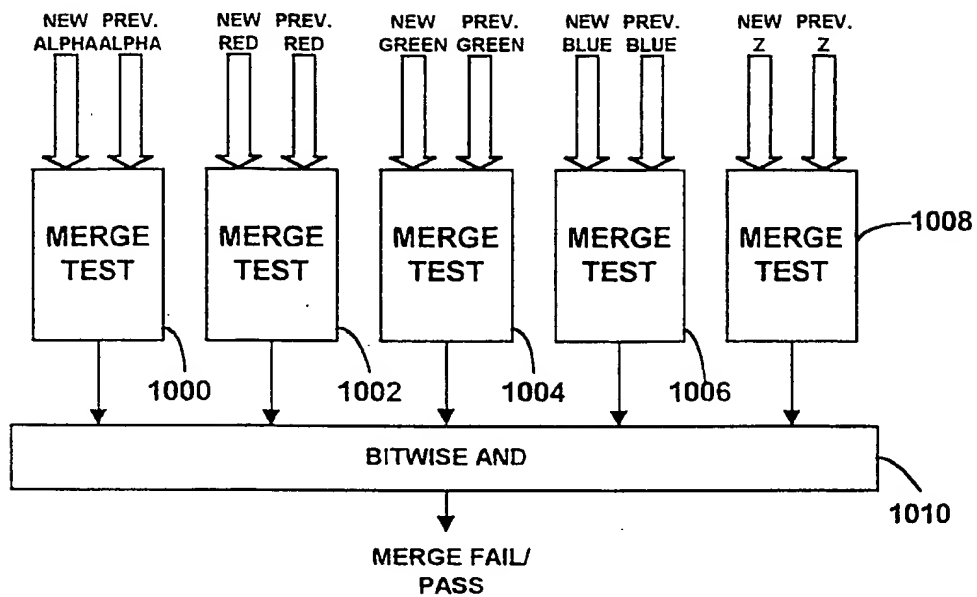 NEW PREV. NEW PREV. NEW PREV. NEW PREV. NEW PREV.
ALPHA ALPHA RED RED GREEN GREEN BLUE BLUE Z Z
MERGE TEST
MERGE TEST
MERGE TEST
MERGE TEST
MERGE TEST
1008
1000
1002
1004
1006
BITWISE AND
1010
MERGE FAIL/
PASS